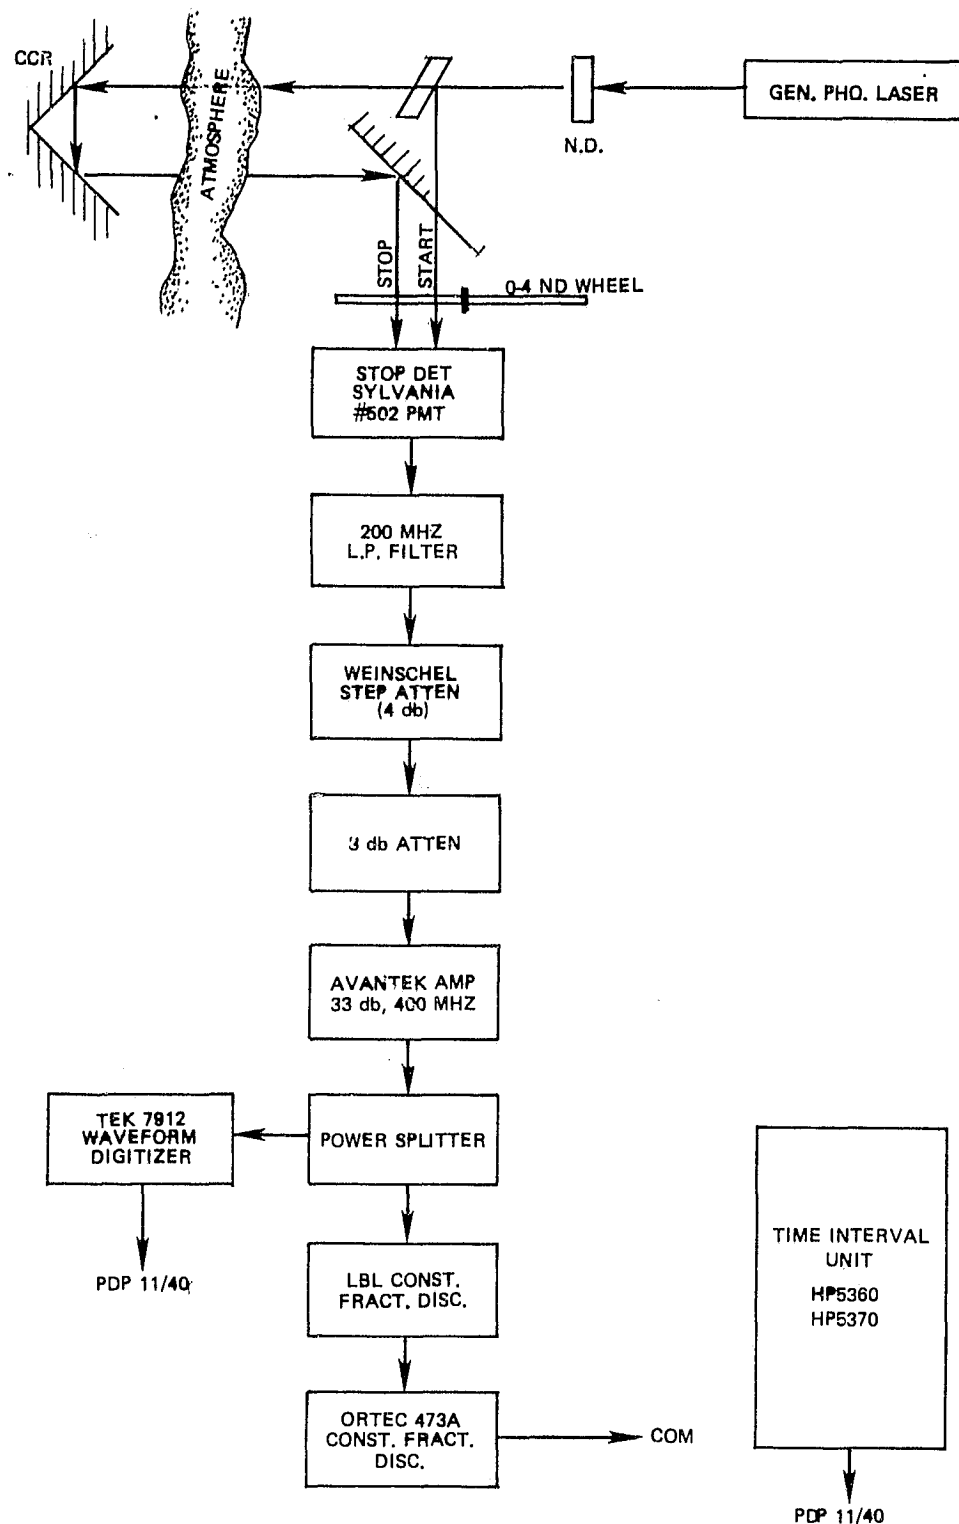 CCR
ATMOSPHERE
GEN. PHO. LASER
N.D.
STOP
START
0-4 ND WHEEL
STOP DET
SYLVANIA
#502 PMT
200 MHZ
L.P. FILTER
WEINSCHEL
STEP ATTEN
(4 db)
3 db ATTEN
AVANTEK AMP
33 db, 400 MHZ
TEK 7912
WAVEFORM
DIGITIZER
POWER SPLITTER
PDP 11/40
TIME INTERVAL
UNIT
HP5360
HP5370
LBL CONST.
FRACT. DISC.
ORTEC 473A
CONST. FRACT.
DISC.
COM
PDP 11/40